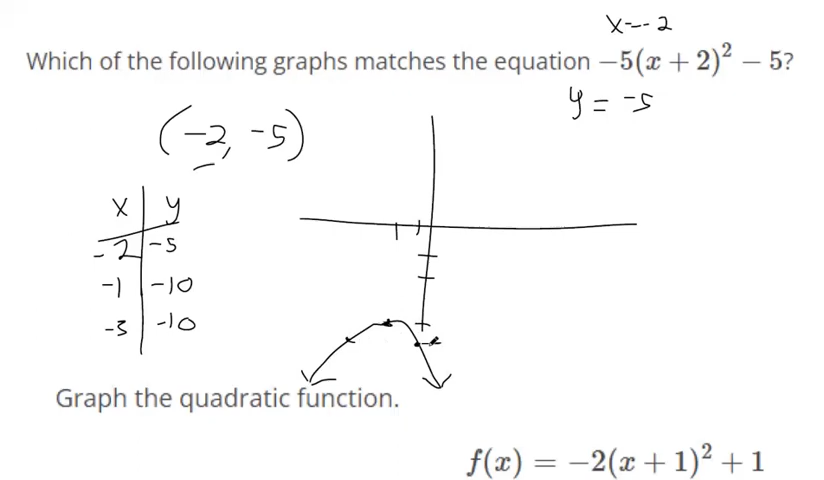 x=-2
Which of the following graphs matches the equation −5(x + 2)² − 5?
y = -5
(-2, -5)
x y
-2 -5
-1 -10
-3 -10
Graph the quadratic function.
f(x) = −2(x + 1)² + 1